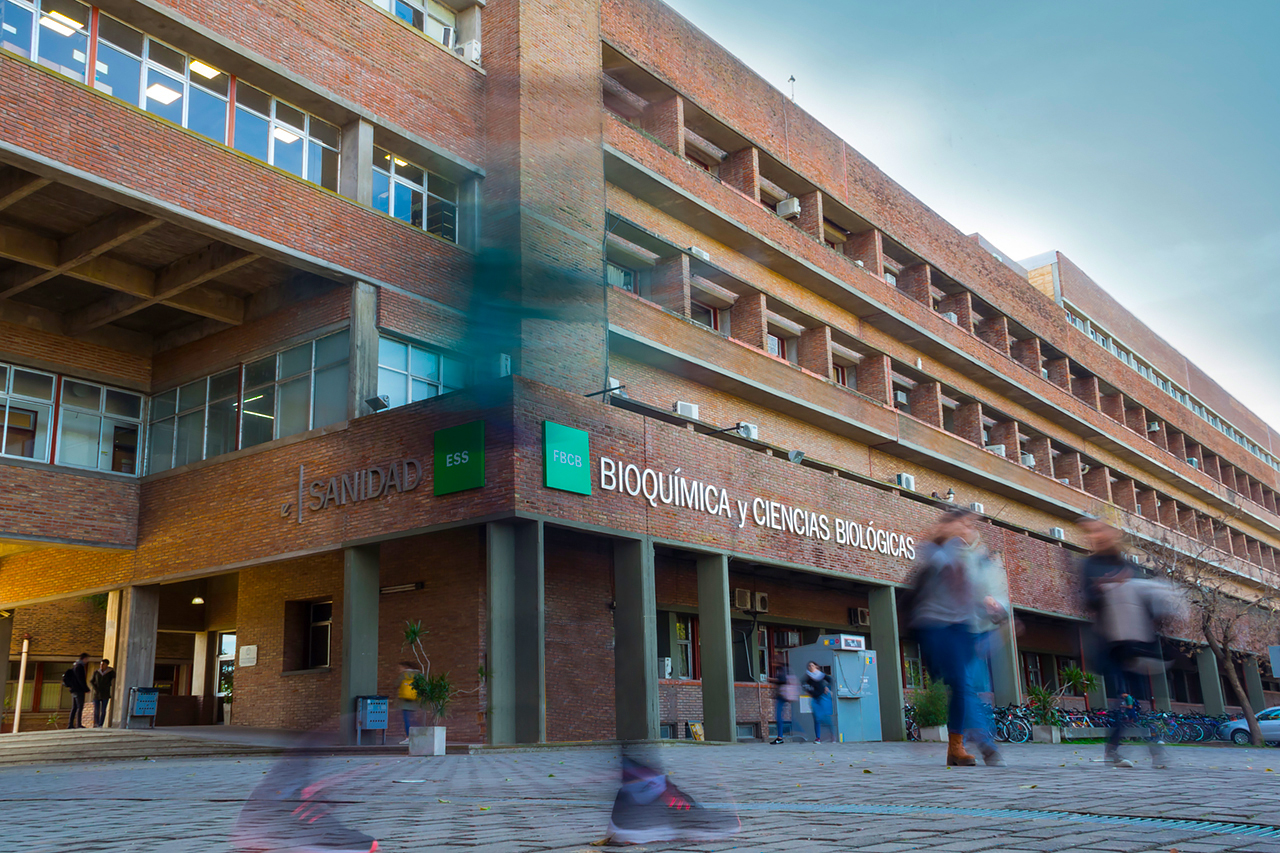 SANIDAD
ESS
FBCB
BIOQUÍMICA y CIENCIAS BIOLÓGICAS